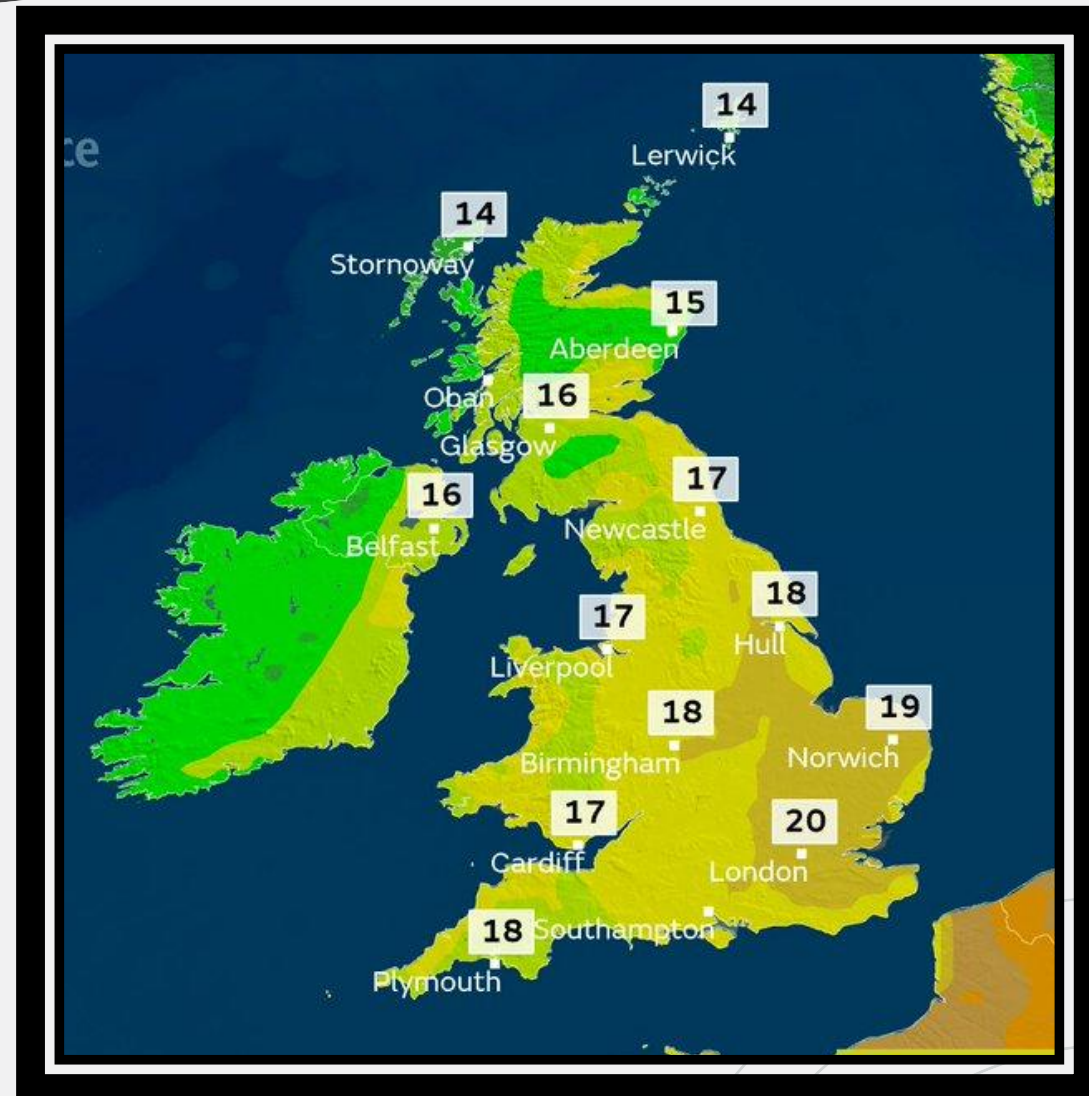 14
Lerwick
ce
14
Stornoway
15
Aberdeen
Oban
16
Glasgow
17
Newcastle
16
Belfast
18
Hull
17
Liverpool
18
Birmingham
19
Norwich
17
Cardiff
20
London
18
Southampton
Plymouth